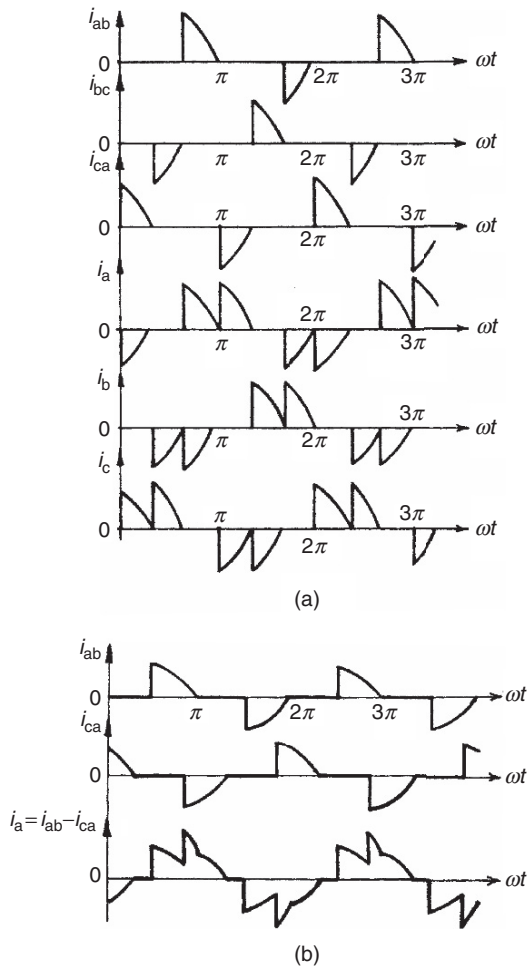 i_ab
0 π 2π 3π ωt
i_bc
0 π 2π 3π ωt
i_ca
0 π 2π 3π ωt
i_a
0 π 2π 3π ωt
i_b
0 π 2π 3π ωt
i_c
0 π 2π 3π ωt
(a)
i_ab
0 π 2π 3π ωt
i_ca
0 ωt
i_a = i_ab – i_ca
0 ωt
(b)